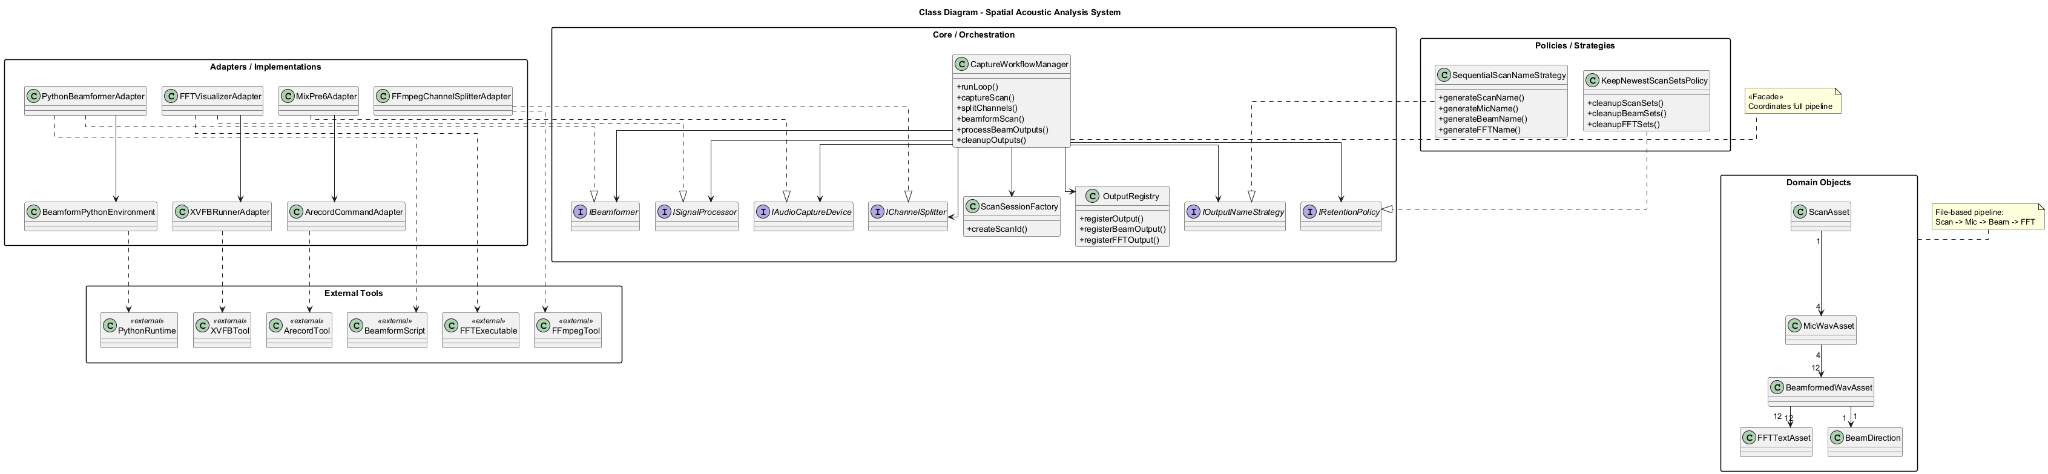 Class Diagram - Spatial Acoustic Analysis System
Adapters / Implementations
C PythonBeamformerAdapter
C FFTVisualizerAdapter
C MixPre6Adapter
C FFmpegChannelSplitterAdapter
C BeamformPythonEnvironment
C XVFBRunnerAdapter
C ArecordCommandAdapter
Core / Orchestration
C CaptureWorkflowManager
+runLoop()
+captureScan()
+splitChannels()
+beamformScan()
+processBeamOutputs()
+cleanupOutputs()
I IBeamformer
I ISignalProcessor
I IAudioCaptureDevice
I IChannelSplitter
C ScanSessionFactory
+createScanId()
C OutputRegistry
+registerOutput()
+registerBeamOutput()
+registerFFTOutput()
I IOutputNameStrategy
I IRetentionPolicy
Policies / Strategies
C SequentialScanNameStrategy
+generateScanName()
+generateMicName()
+generateBeamName()
+generateFFTName()
C KeepNewestScanSetsPolicy
+cleanupScanSets()
+cleanupBeamSets()
+cleanupFFTSets()
«Facade»
Coordinates full pipeline
Domain Objects
C ScanAsset
1
4
C MicWavAsset
4
12
C BeamformedWavAsset
12
12
1
1
C FFTTextAsset
C BeamDirection
File-based pipeline:
Scan -> Mic -> Beam -> FFT
External Tools
«external»
C PythonRuntime
«external»
C XVFBTool
«external»
C ArecordTool
«external»
C BeamformScript
«external»
C FFTExecutable
«external»
C FFmpegTool